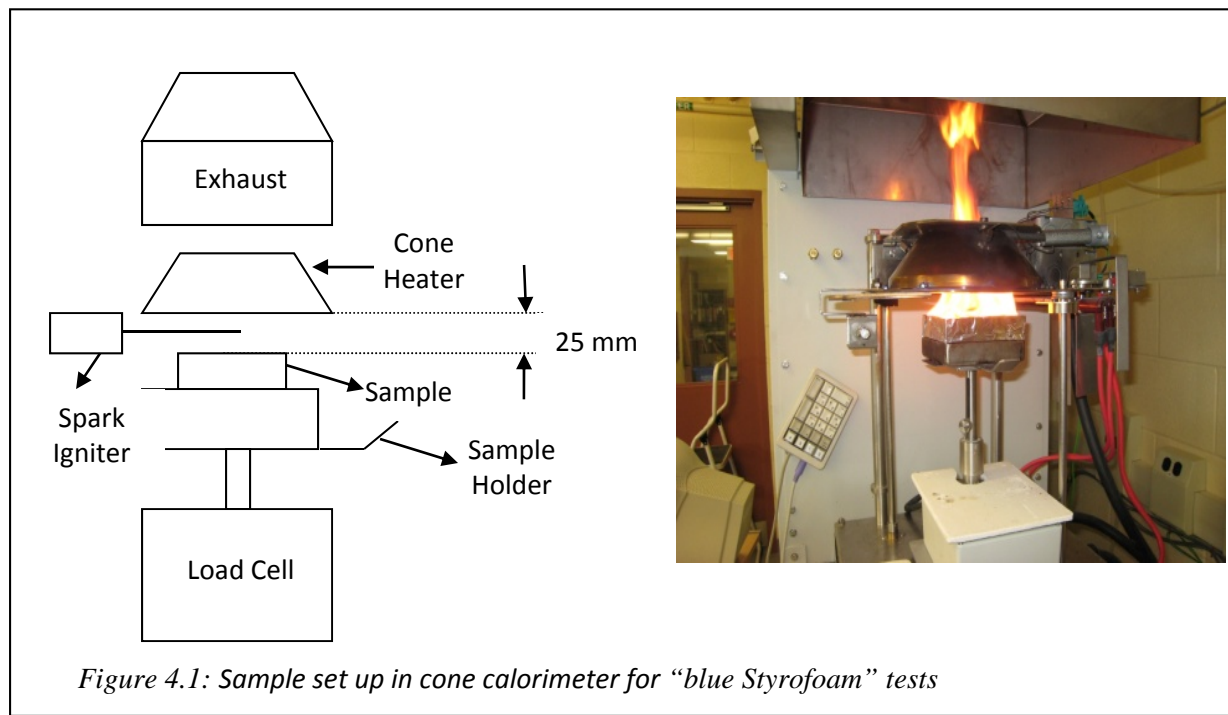 Exhaust
Cone
Heater
25 mm
Sample
Spark
Igniter
Sample
Holder
Load Cell
Figure 4.1: Sample set up in cone calorimeter for “blue Styrofoam” tests